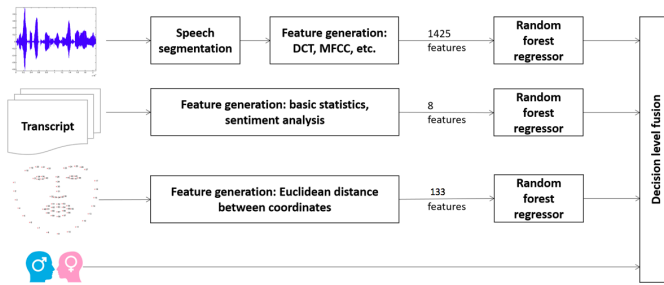 Speech
segmentation
Feature generation:
DCT, MFCC, etc.
1425
features
Random
forest
regressor
Transcript
Feature generation: basic statistics,
sentiment analysis
8
features
Random
forest
regressor
Feature generation: Euclidean distance
between coordinates
133
features
Random
forest
regressor
Decision level fusion